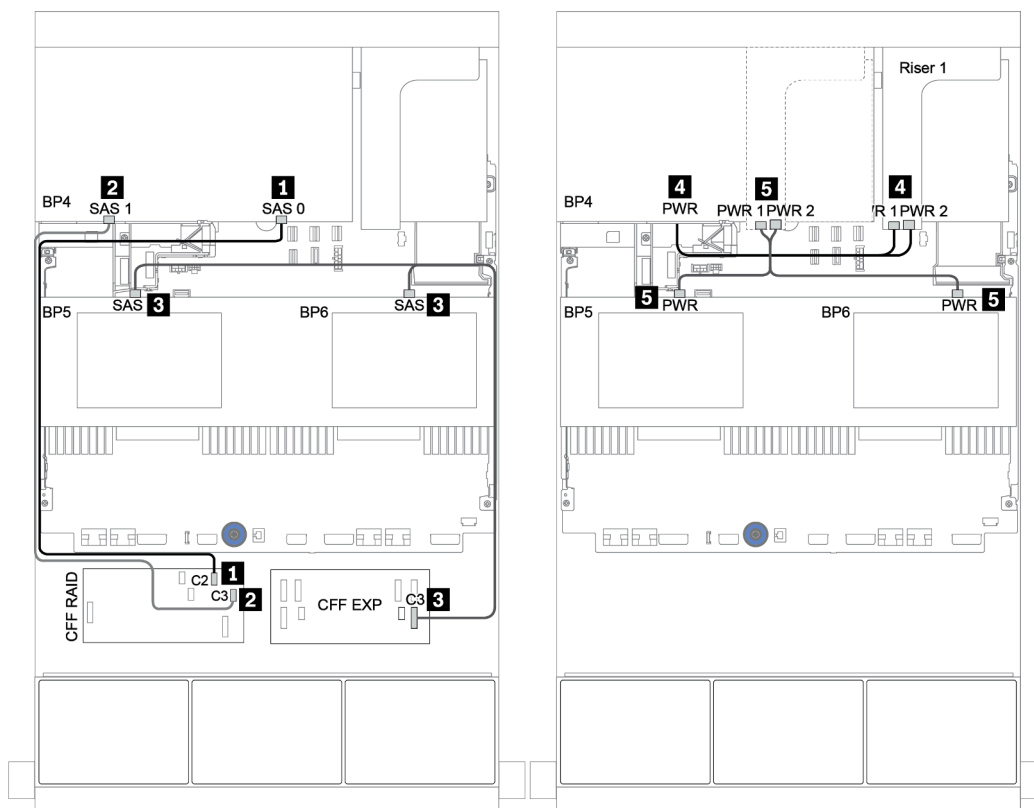 2
1
BP4
SAS 1
SAS 0
SAS 3
SAS 3
BP5
BP6
C2 1
C3 2
CFF RAID
CFF EXP
C3 3
Riser 1
4
5
4
BP4
PWR
PWR 1 PWR 2
R 1 PWR 2
5 PWR
PWR 5
BP5
BP6